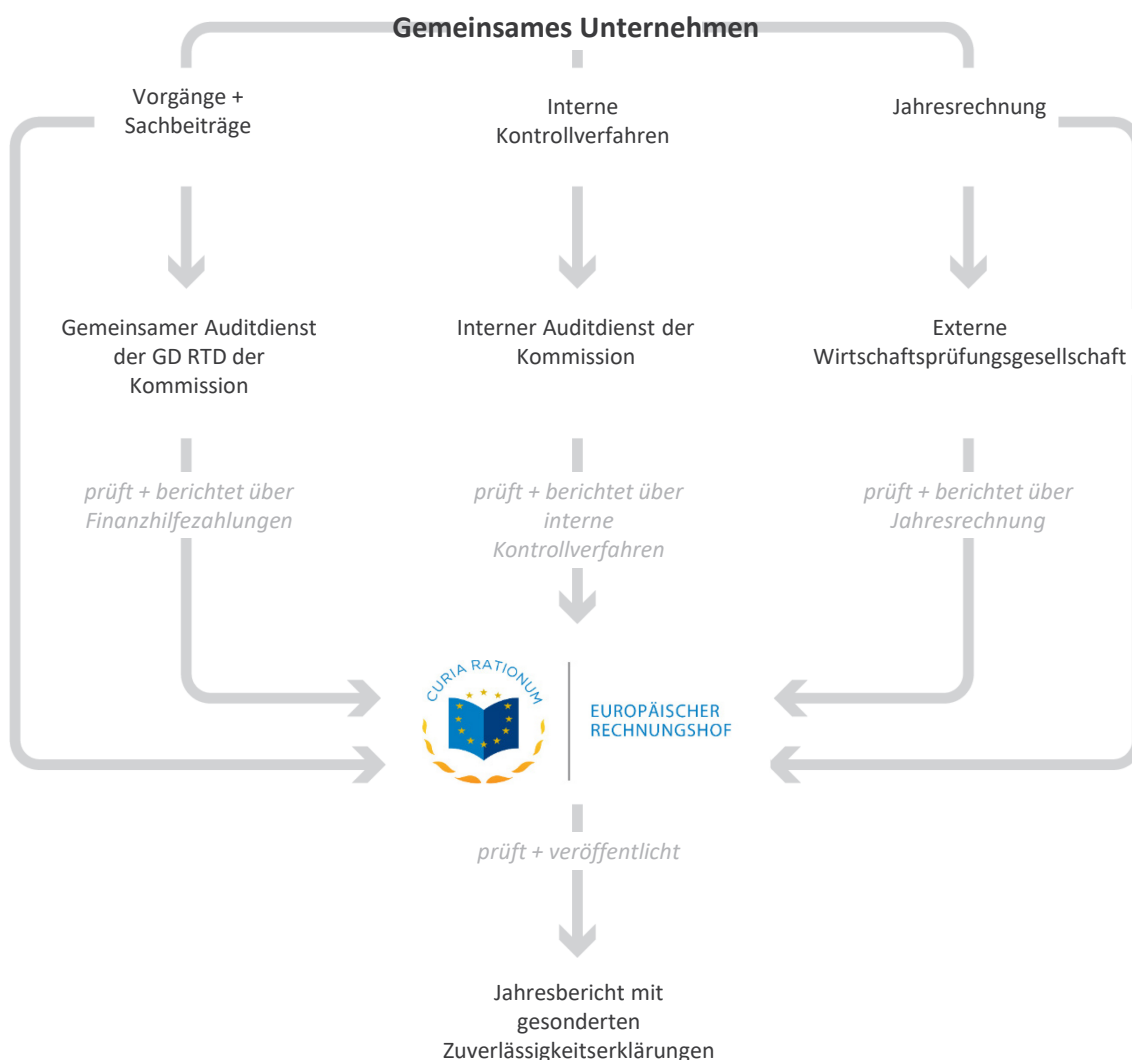 Gemeinsames Unternehmen
Vorgänge +
Sachbeiträge
Interne
Kontrollverfahren
Jahresrechnung
Gemeinsamer Auditdienst
der GD RTD der
Kommission
Interner Auditdienst der
Kommission
Externe
Wirtschaftsprüfungsgesellschaft
prüft + berichtet über
Finanzhilfezahlungen
prüft + berichtet über
interne
Kontrollverfahren
prüft + berichtet über
Jahresrechnung
CURIA RATIONUM
EUROPÄISCHER
RECHNUNGSHOF
prüft + veröffentlicht
Jahresbericht mit
gesonderten
Zuverlässigkeitserklärungen